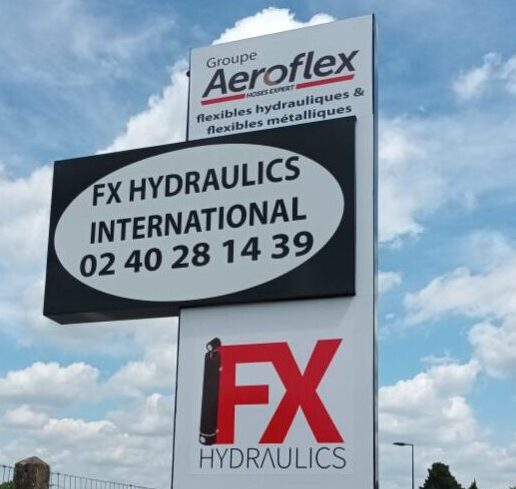 Groupe
Aeroflex
HOSES EXPERT
flexibles hydrauliques &
flexibles métalliques
FX HYDRAULICS
INTERNATIONAL
02 40 28 14 39
FX
HYDRAULICS